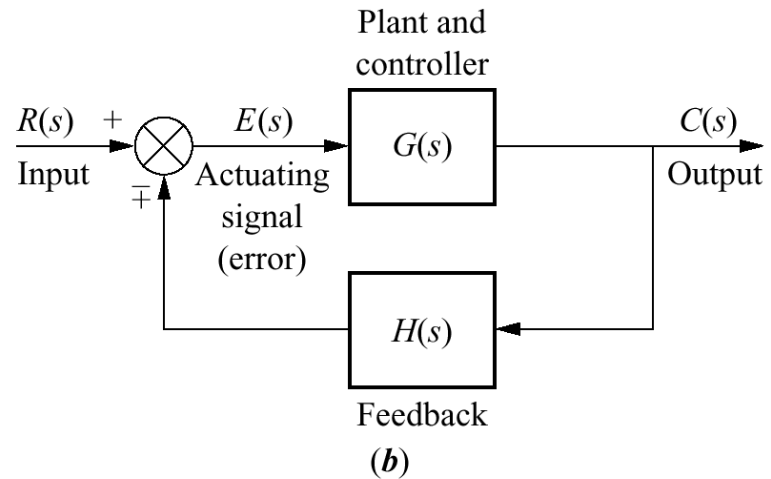 Plant and
controller
R(s) +
E(s)
G(s)
C(s)
Input
∓
Actuating
signal
(error)
Output
H(s)
Feedback
(b)